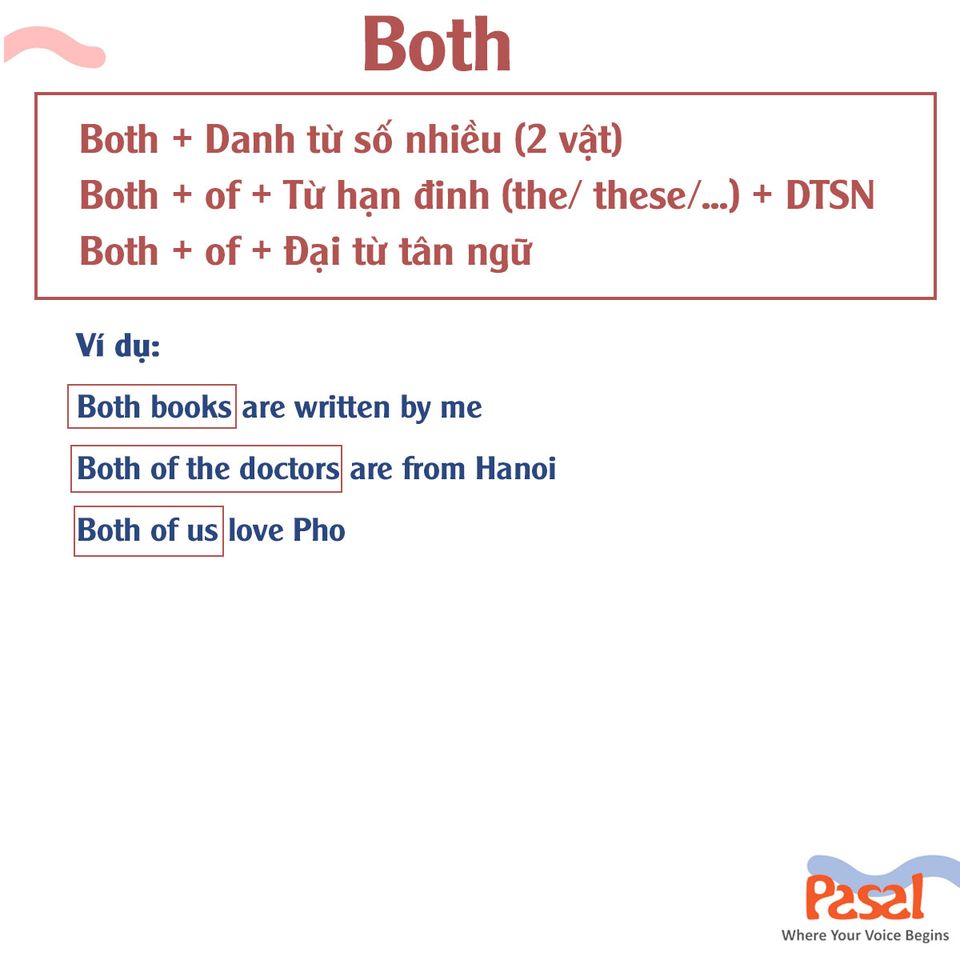 Both
Both + Danh từ số nhiều (2 vật)
Both + of + Từ hạn đinh (the/ these/...) + DTSN
Both + of + Đại từ tân ngữ
Ví dụ:
Both books are written by me
Both of the doctors are from Hanoi
Both of us love Pho
Pasal
Where Your Voice Begins